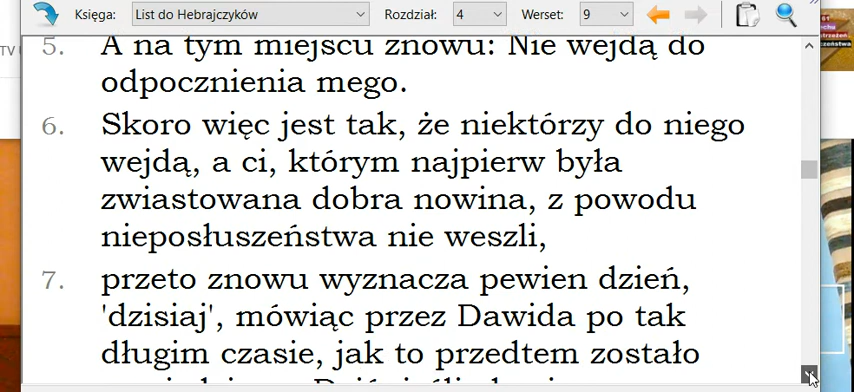 Księga: List do Hebrajczyków Rozdział: 4 Werset: 9
TV
5. A na tym miejscu znowu: Nie wejdą do
odpocznienia mego.
6. Skoro więc jest tak, że niektórzy do niego
wejdą, a ci, którym najpierw była
zwiastowana dobra nowina, z powodu
nieposłuszeństwa nie weszli,
7. przeto znowu wyznacza pewien dzień,
'dzisiaj', mówiąc przez Dawida po tak
długim czasie, jak to przedtem zostało